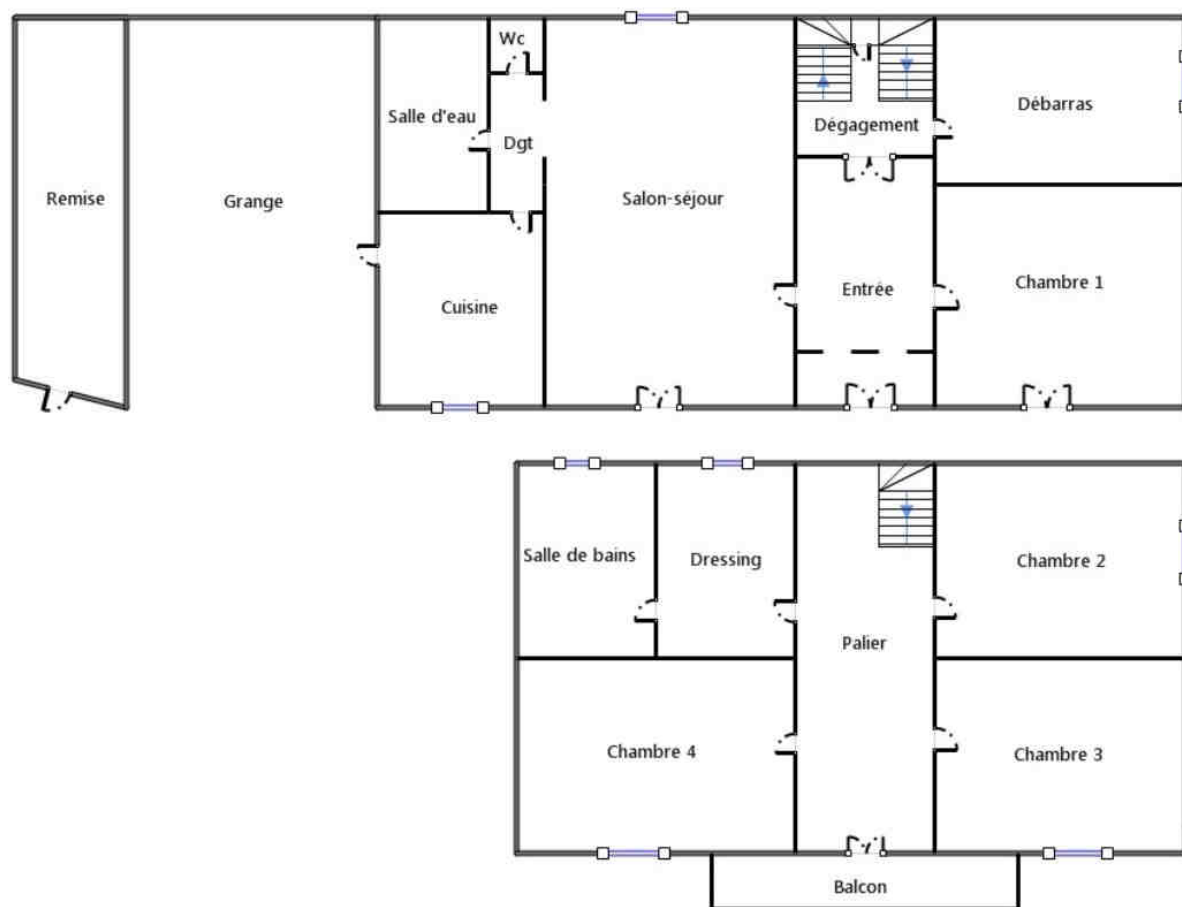 Wc
Salle d'eau
Débarras
Dégagement
Dgt
Remise
Grange
Salon-séjour
Chambre 1
Entrée
Cuisine
Salle de bains
Dressing
Chambre 2
Palier
Chambre 4
Chambre 3
Balcon